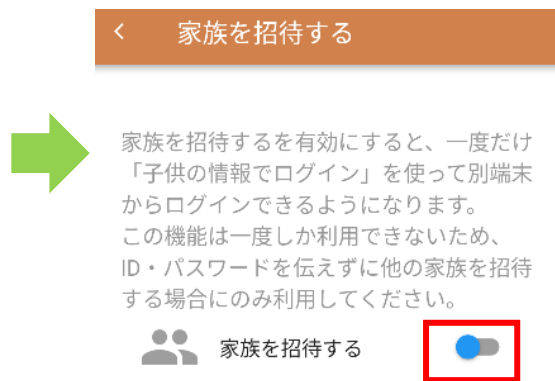 家族を招待する
家族を招待するを有効にすると、一度だけ
「子供の情報でログイン」を使って別端末
からログインできるようになります。
この機能は一度しか利用できないため、
ID・パスワードを伝えずに他の家族を招待
する場合にのみ利用してください。
家族を招待する